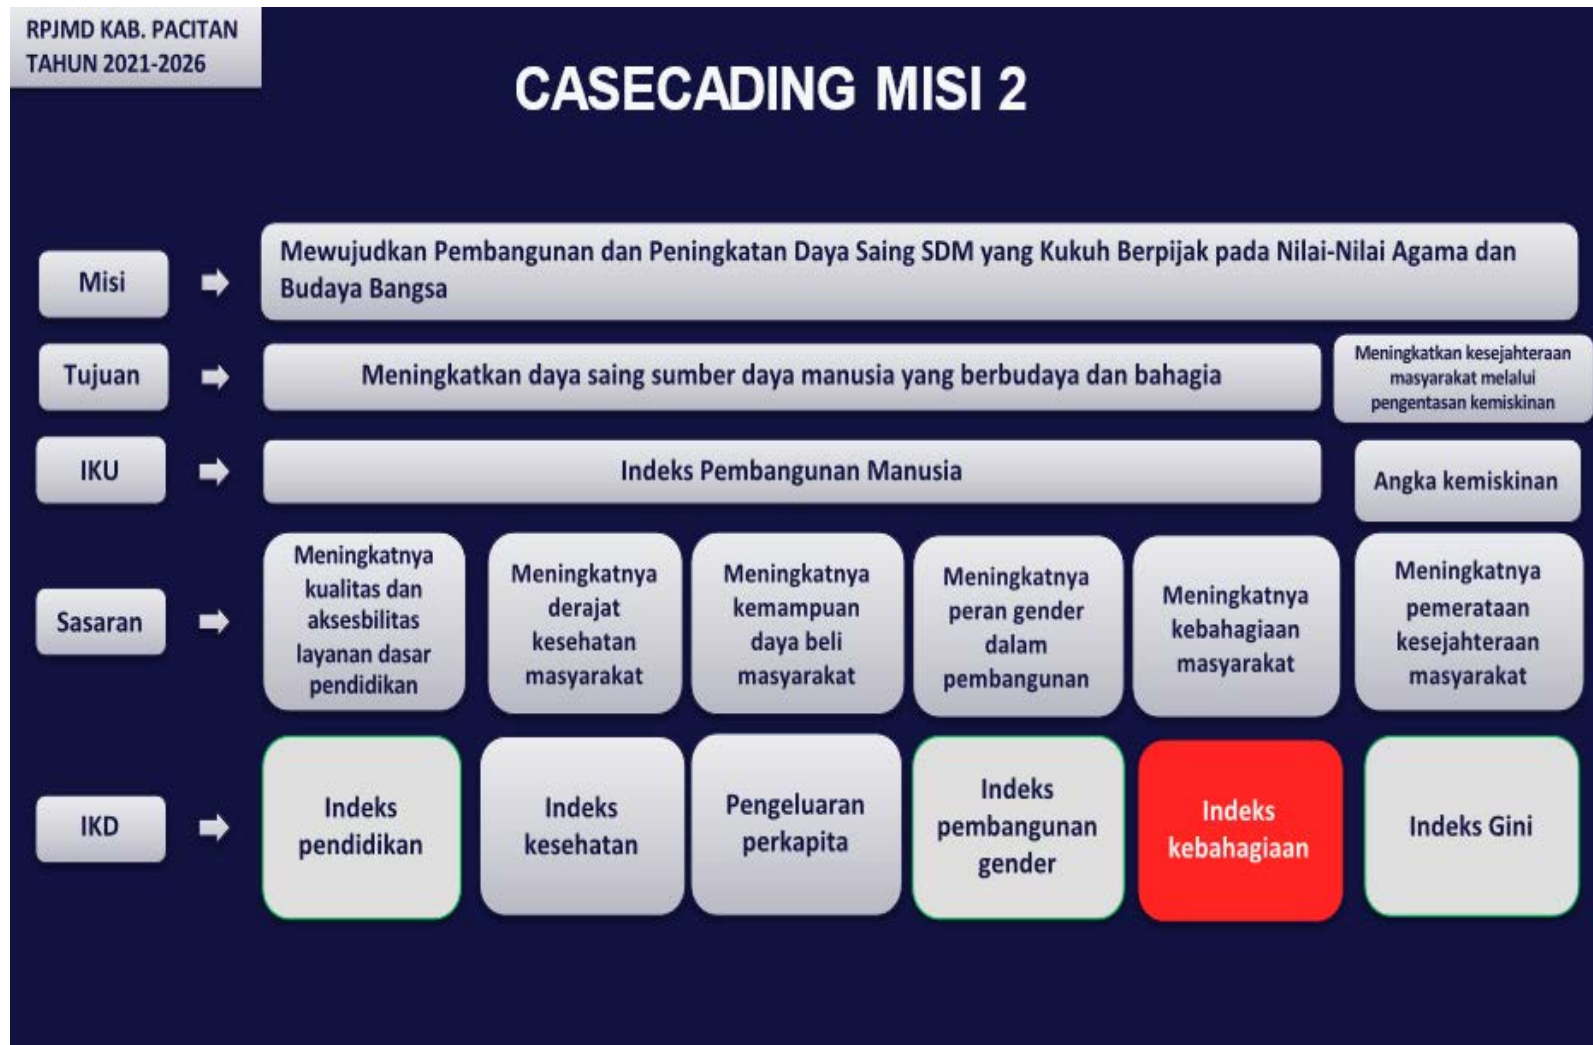 RPJMD KAB. PACITAN
TAHUN 2021-2026
CASECADING MISI 2
Misi
Mewujudkan Pembangunan dan Peningkatan Daya Saing SDM yang Kukuh Berpijak pada Nilai-Nilai Agama dan
Budaya Bangsa
Tujuan
Meningkatkan daya saing sumber daya manusia yang berbudaya dan bahagia
Meningkatkan kesejahteraan
masyarakat melalui
pengentasan kemiskinan
IKU
Indeks Pembangunan Manusia
Angka kemiskinan
Sasaran
Meningkatnya
kualitas dan
aksesbilitas
layanan dasar
pendidikan
Meningkatnya
derajat
kesehatan
masyarakat
Meningkatnya
kemampuan
daya beli
masyarakat
Meningkatnya
peran gender
dalam
pembangunan
Meningkatnya
kebahagiaan
masyarakat
Meningkatnya
pemerataan
kesejahteraan
masyarakat
IKD
Indeks
pendidikan
Indeks
kesehatan
Pengeluaran
perkapita
Indeks
pembangunan
gender
Indeks
kebahagiaan
Indeks Gini